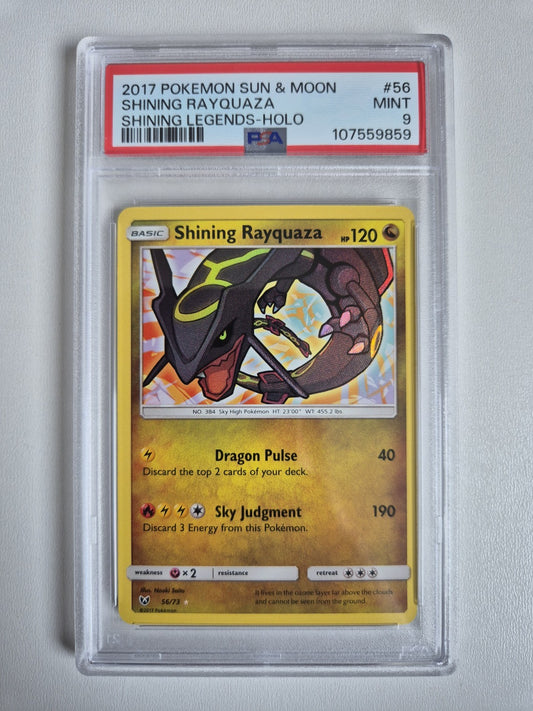 2017 POKEMON SUN & MOON #56
SHINING RAYQUAZA MINT
SHINING LEGENDS-HOLO 9
PSA 107559859
BASIC Shining Rayquaza HP 120
NO. 384 Sky High Pokémon HT: 23'00" WT: 455.2 lbs
Dragon Pulse 40
Discard the top 2 cards of your deck.
Sky Judgment 190
Discard 3 Energy from this Pokémon.
weakness × 2 resistance retreat
Illus. Naoki Saito
56/73
It lives in the ozone layer far above the clouds
and cannot be seen from the ground.
©2017 Pokémon